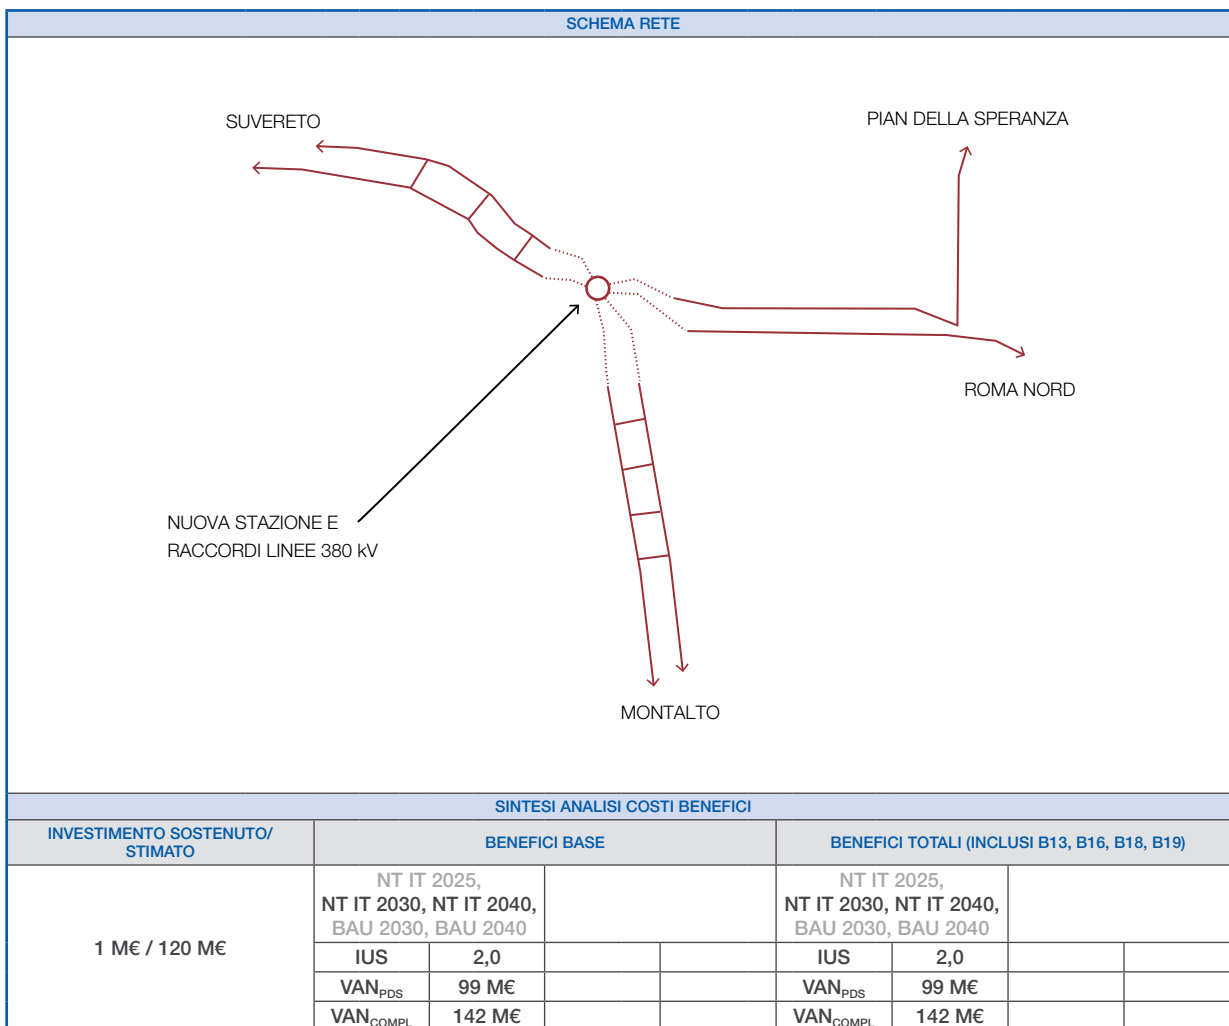 SCHEMA RETE
SUVERETO
PIAN DELLA SPERANZA
ROMA NORD
NUOVA STAZIONE E
RACCORDI LINEE 380 kV
MONTALTO
SINTESI ANALISI COSTI BENEFICI
INVESTIMENTO SOSTENUTO/
STIMATO
BENEFICI BASE
BENEFICI TOTALI (INCLUSI B13, B16, B18, B19)
1 M€ / 120 M€
NT IT 2025,
NT IT 2030, NT IT 2040,
BAU 2030, BAU 2040
NT IT 2025,
NT IT 2030, NT IT 2040,
BAU 2030, BAU 2040
IUS 2,0 IUS 2,0
VANPDS 99 M€ VANPDS 99 M€
VANCOMPL 142 M€ VANCOMPL 142 M€